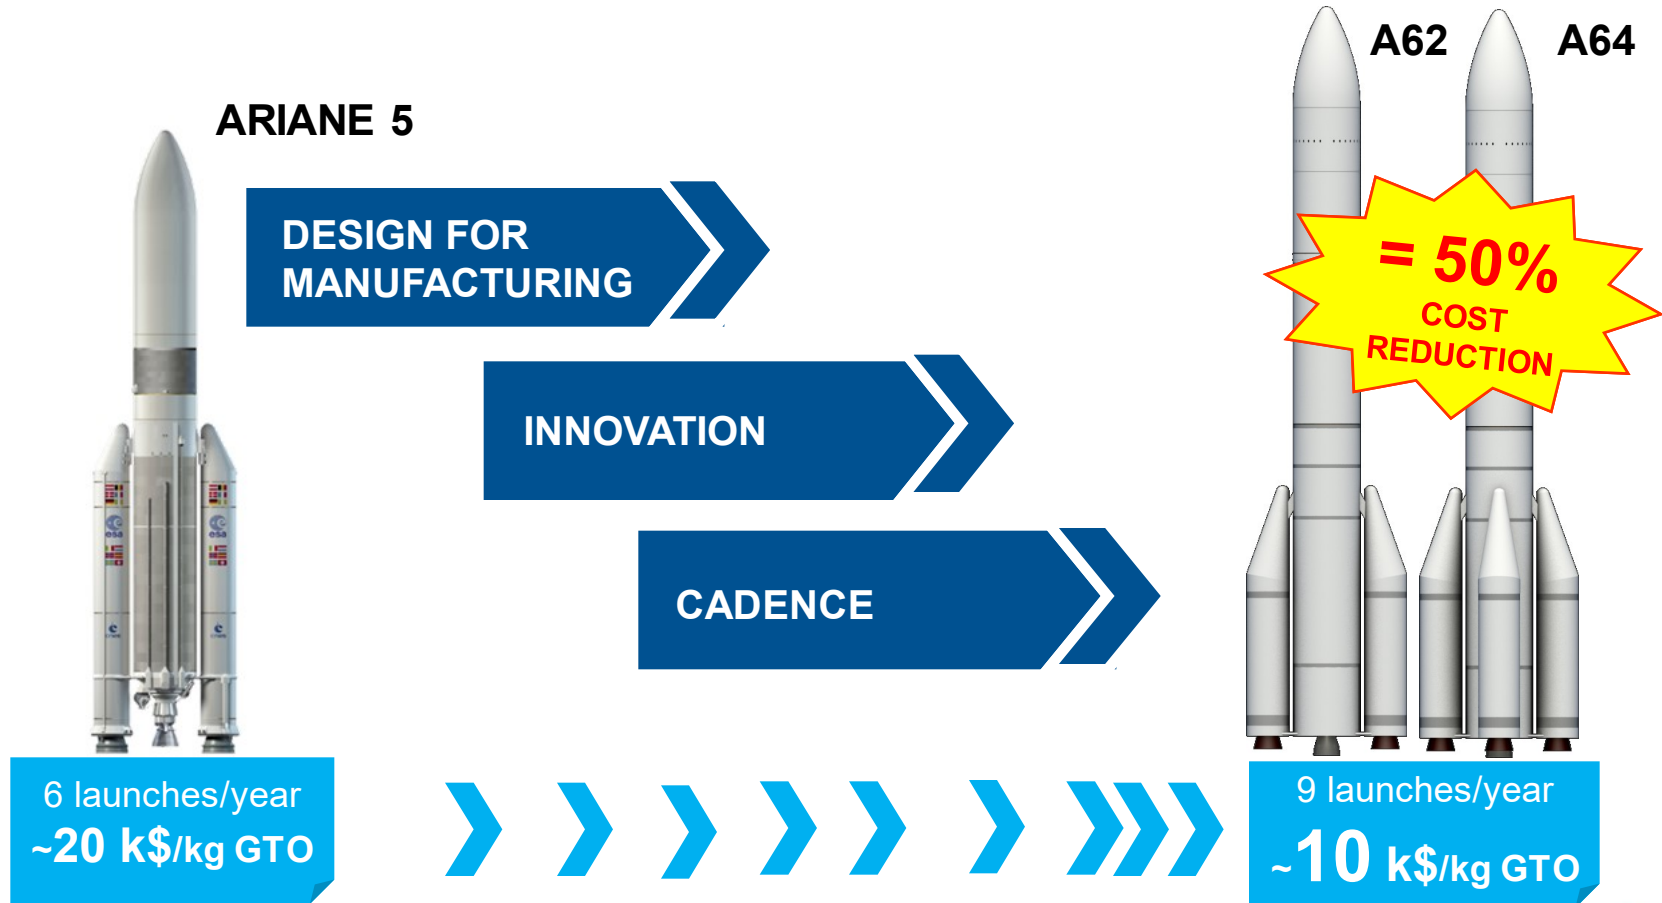 ARIANE 5
A62
A64
DESIGN FOR
MANUFACTURING
INNOVATION
CADENCE
= 50%
COST
REDUCTION
esa
6 launches/year
~20 k$/kg GTO
9 launches/year
~10 k$/kg GTO